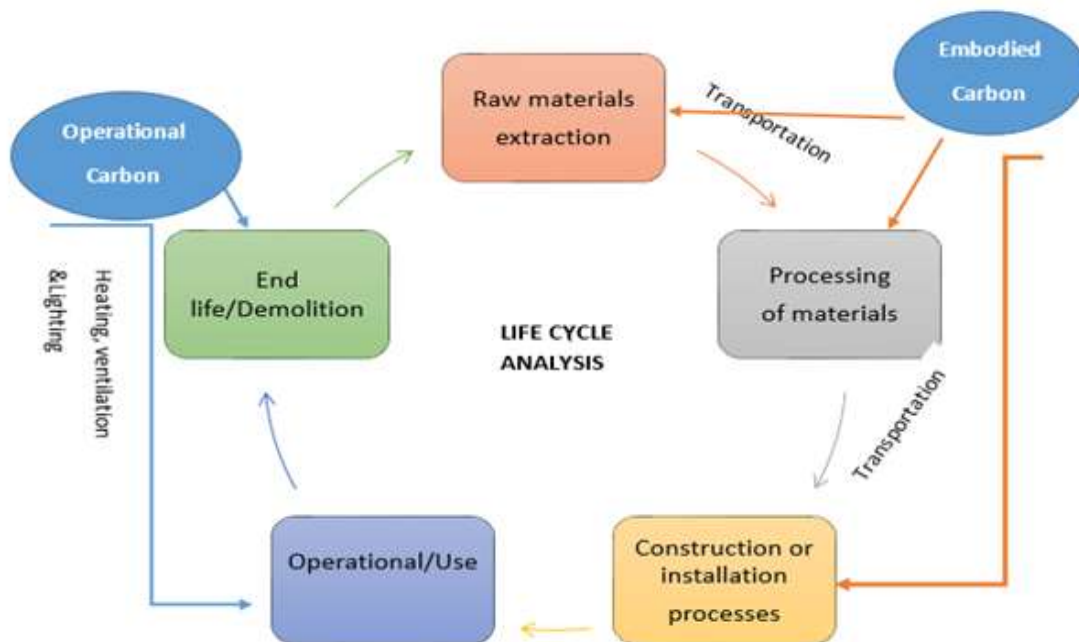 Embodied
Carbon
Raw materials
extraction
Transportation
Operational
Carbon
End
life/Demolition
Processing
of materials
LIFE CYCLE
ANALYSIS
Heating, ventilation
&Lighting
Transportation
Operational/Use
Construction or
installation
processes